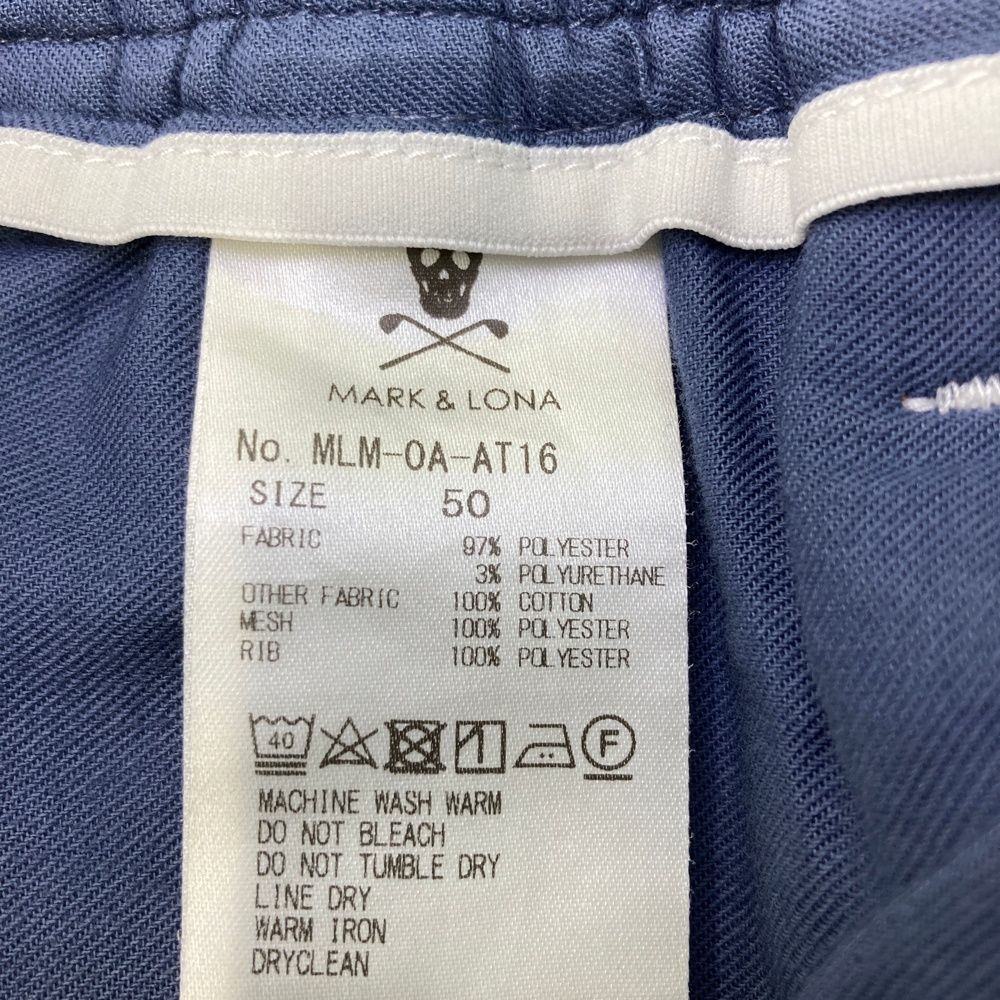 MARK & LONA
No. MLM-0A-AT16
SIZE 50
FABRIC 97% POLYESTER
3% POLYURETHANE
OTHER FABRIC 100% COTTON
MESH 100% POLYESTER
RIB 100% POLYESTER
40 F
MACHINE WASH WARM
DO NOT BLEACH
DO NOT TUMBLE DRY
LINE DRY
WARM IRON
DRYCLEAN